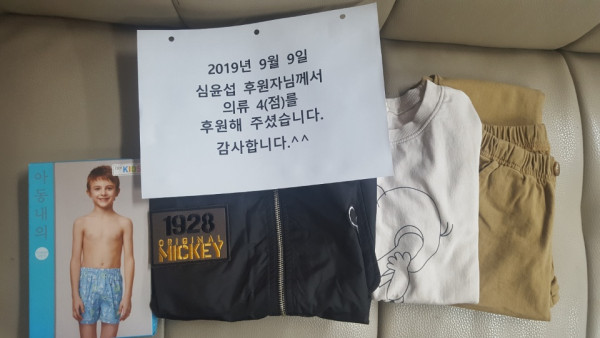 2019년 9월 9일
심윤섭 후원자님께서
의류 4(점)를
후원해 주셨습니다.
감사합니다.^^
아동내의
KIDS
1928
ORIGINAL
MICKEY